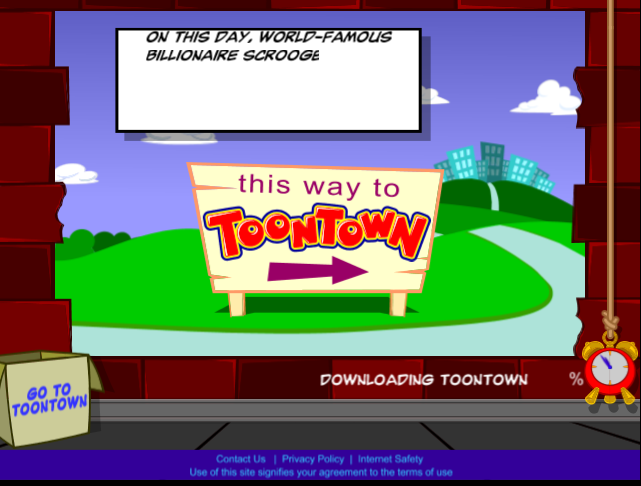 ON THIS DAY, WORLD-FAMOUS
BILLIONAIRE SCROOGE
this way to
TOONTOWN
GO TO
TOONTOWN
DOWNLOADING TOONTOWN %
Contact Us | Privacy Policy | Internet Safety
Use of this site signifies your agreement to the terms of use